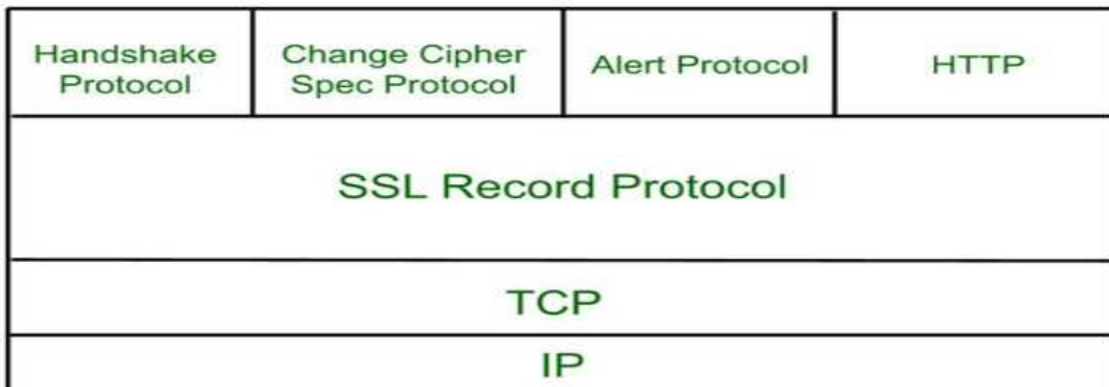 Handshake
Protocol
Change Cipher
Spec Protocol
Alert Protocol
HTTP
SSL Record Protocol
TCP
IP